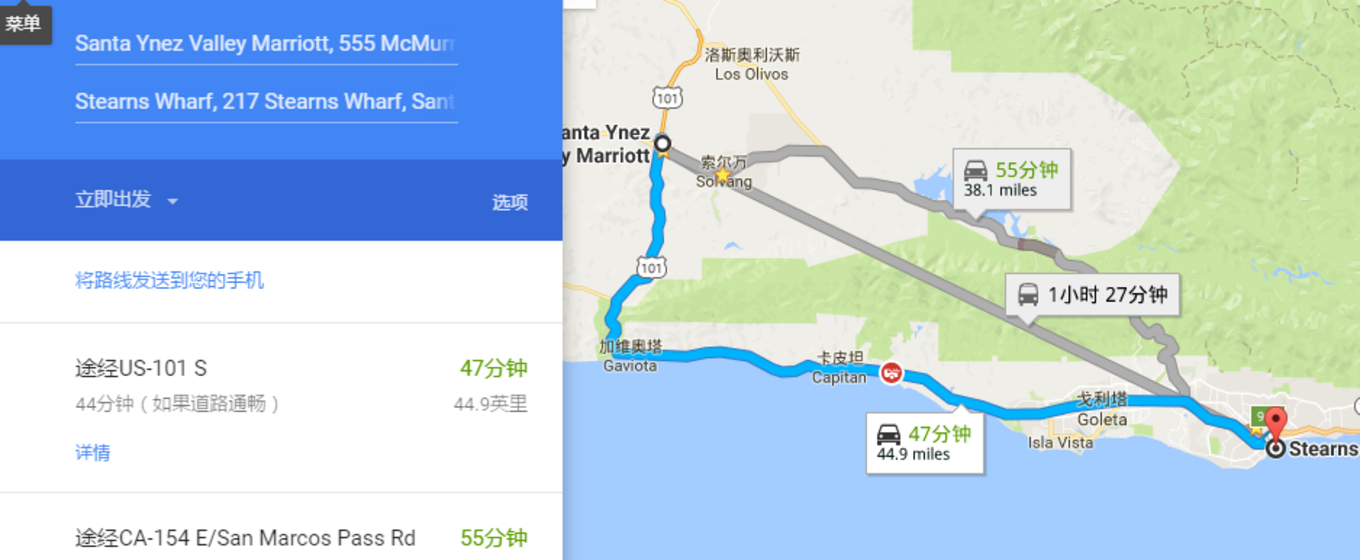 菜单
Santa Ynez Valley Marriott, 555 McMurr
Stearns Wharf, 217 Stearns Wharf, Sant
立即出发
选项
将路线发送到您的手机
途经US-101 S
47分钟
44分钟（如果道路通畅）
44.9英里
详情
途经CA-154 E/San Marcos Pass Rd
55分钟
洛斯奥利沃斯
Los Olivos
101
anta Ynez
y Marriott
索尔万
Solvang
55分钟
38.1 miles
101
1小时 27分钟
加维奥塔
Gaviota
卡皮坦
Capitan
47分钟
44.9 miles
戈利塔
Goleta
Isla Vista
9
Stearns